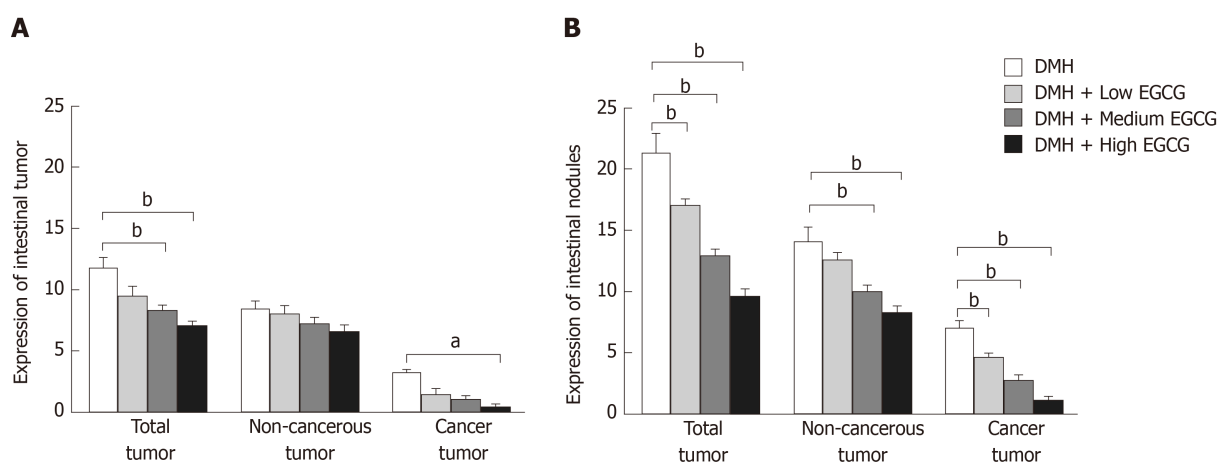 A
Expression of intestinal tumor
25
20
15
10
5
0
b
b
a
Total
tumor
Non-cancerous
tumor
Cancer
tumor
B
Expression of intestinal nodules
25
20
15
10
5
0
b
b
b
b
b
b
b
b
Total
tumor
Non-cancerous
tumor
Cancer
tumor
DMH
DMH + Low EGCG
DMH + Medium EGCG
DMH + High EGCG